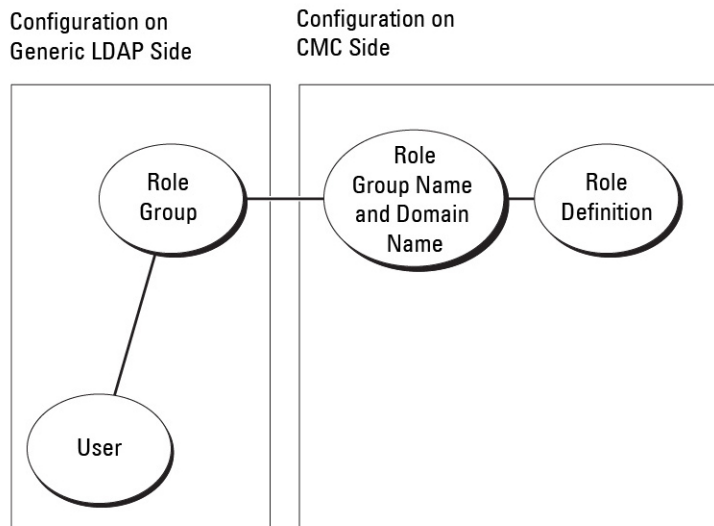 Configuration on
Generic LDAP Side
Configuration on
CMC Side
Role
Group
Role
Group Name
and Domain
Name
Role
Definition
User